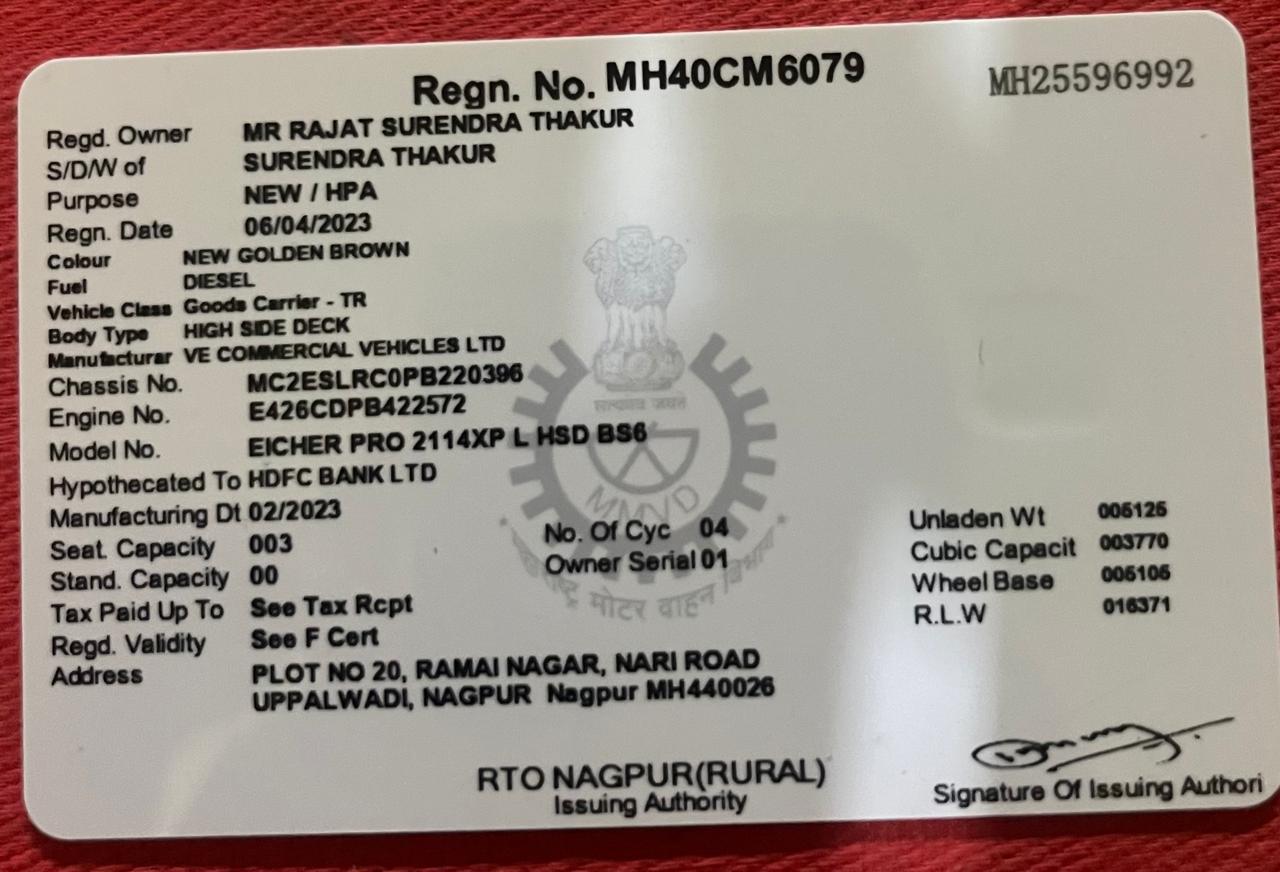 Regn. No. MH40CM6079 MH25596992
Regd. Owner MR RAJAT SURENDRA THAKUR
S/D/W of SURENDRA THAKUR
Purpose NEW / HPA
Regn. Date 06/04/2023
Colour NEW GOLDEN BROWN
Fuel DIESEL
Vehicle Class Goods Carrier - TR
Body Type HIGH SIDE DECK
Manufacturar VE COMMERCIAL VEHICLES LTD
Chassis No. MC2ESLRC0PB220396
Engine No. E426CDPB422572
सत्यमेव जयते
Model No. EICHER PRO 2114XP L HSD BS6
Hypothecated To HDFC BANK LTD
MMVD
Manufacturing Dt 02/2023
Seat. Capacity 003 No. Of Cyc 04 Unladen Wt 005125
Stand. Capacity 00 Owner Serial 01 Cubic Capacit 003770
Wheel Base 005105
Tax Paid Up To See Tax Rcpt R.L.W 016371
मोटर वाहन विभाग
Regd. Validity See F Cert
Address PLOT NO 20, RAMAI NAGAR, NARI ROAD
UPPALWADI, NAGPUR Nagpur MH440026
RTO NAGPUR(RURAL)
Issuing Authority
Signature Of Issuing Authori